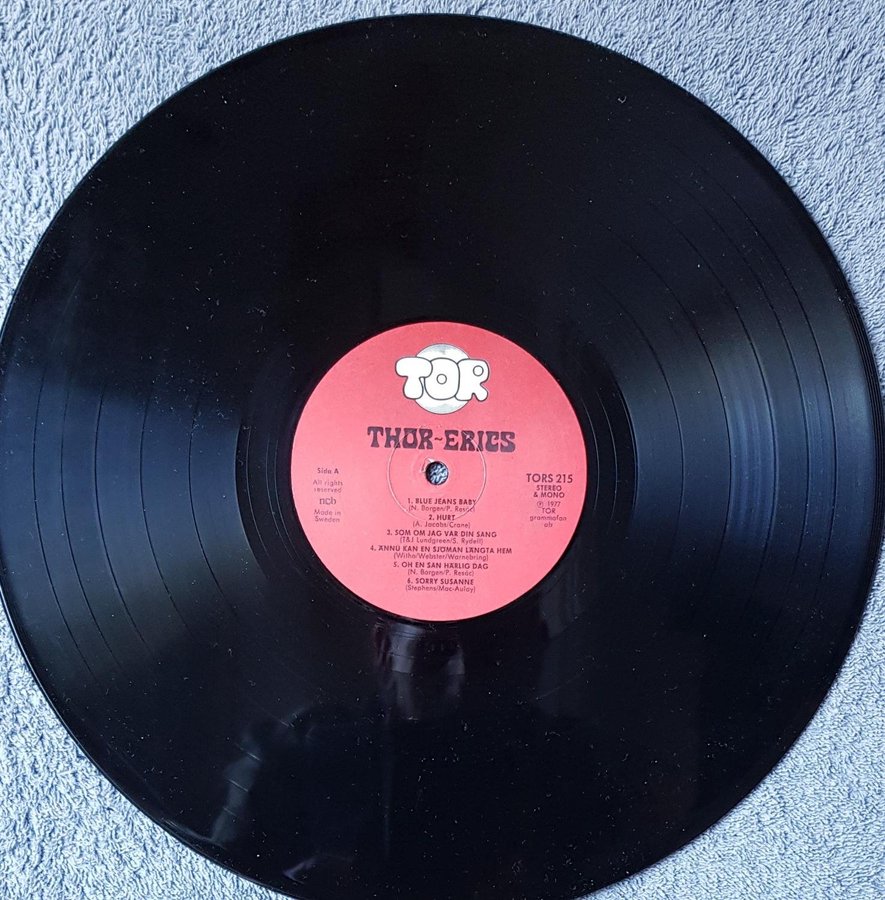 TOR
THOR-ERICS
Sida A
All rights
reserved
ncb
Made in
Sweden
TORS 215
STEREO
& MONO
℗ 1977
TOR
grammofon
ab
1. BLUE JEANS BABY
(N. Borgen/P. Resàc)
2. HURT
(A. Jacobs/Crane)
3. SOM OM JAG VAR DIN SANG
(T&J Lundgreen/S. Rydell)
4. ÄNNU KAN EN SJÖMAN LÄNGTA HEM
(Withs/Webster/Warnebring)
5. OH EN SAN HÄRLIG DAG
(N. Borgen/P. Resàc)
6. SORRY SUSANNE
(Stephens/Mac-Aulay)